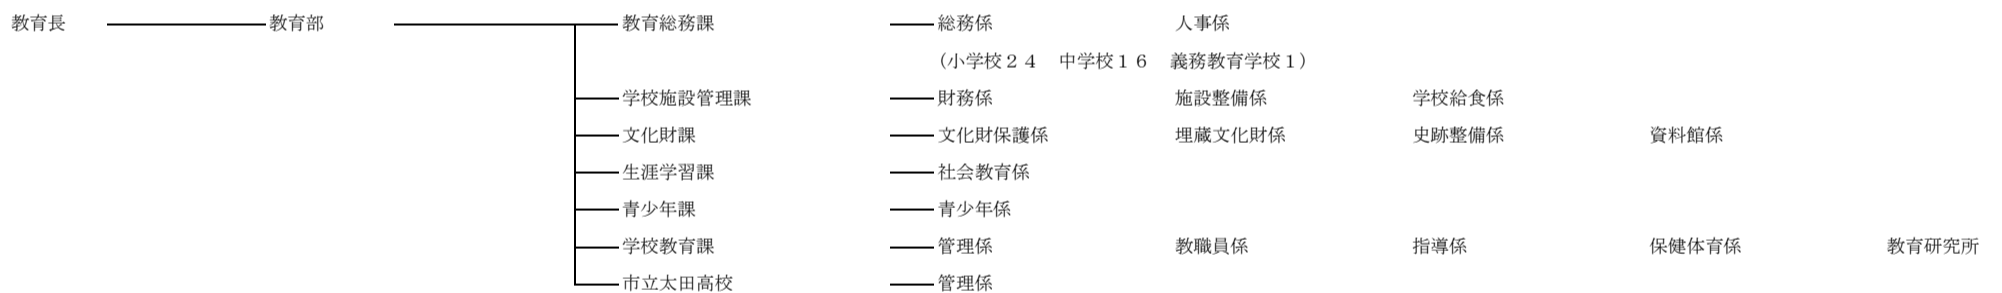 教育長 教育部 教育総務課 総務係 人事係
（小学校２４ 中学校１６ 義務教育学校１）
学校施設管理課 財務係 施設整備係 学校給食係
文化財課 文化財保護係 埋蔵文化財係 史跡整備係 資料館係
生涯学習課 社会教育係
青少年課 青少年係
学校教育課 管理係 教職員係 指導係 保健体育係 教育研究所
市立太田高校 管理係